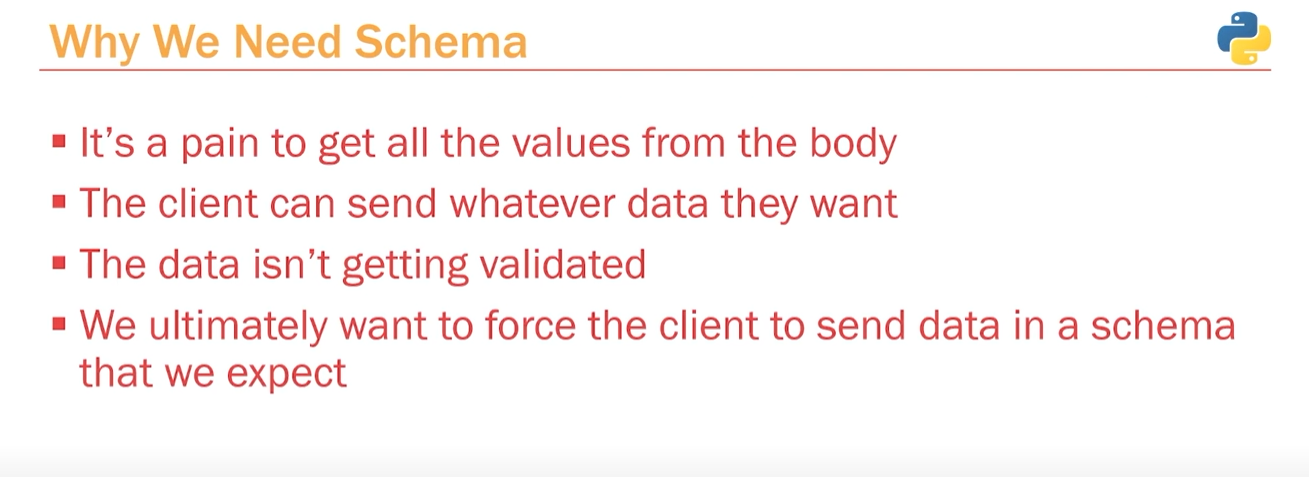 Why We Need Schema
▪ It’s a pain to get all the values from the body
▪ The client can send whatever data they want
▪ The data isn’t getting validated
▪ We ultimately want to force the client to send data in a schema
that we expect